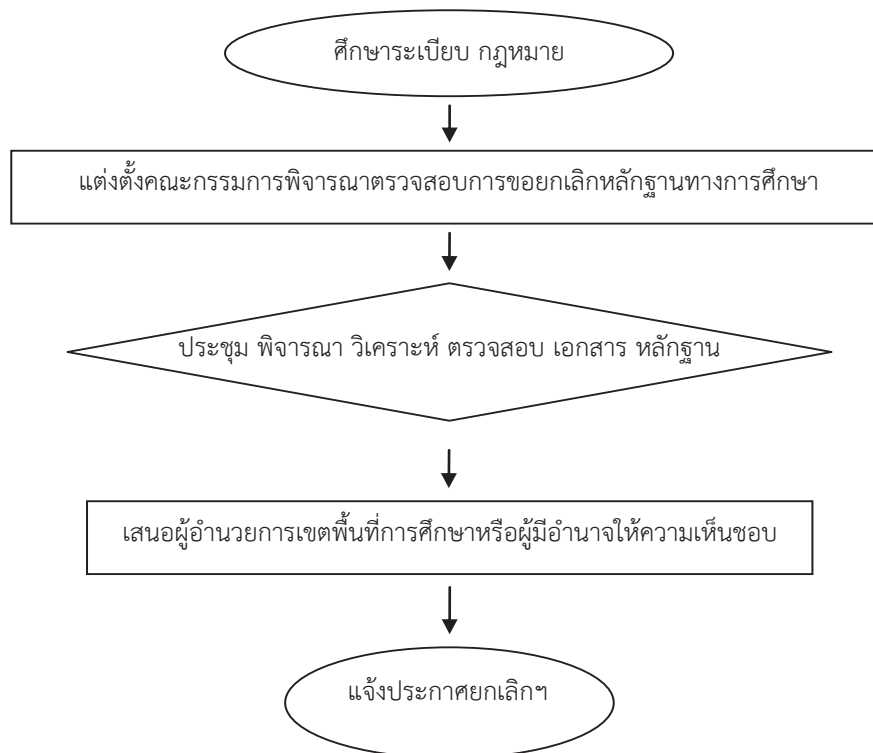 ศึกษาระเบียบ กฎหมาย
แต่งตั้งคณะกรรมการพิจารณาตรวจสอบการขอยกเลิกหลักฐานทางการศึกษา
ประชุม พิจารณา วิเคราะห์ ตรวจสอบ เอกสาร หลักฐาน
เสนอผู้อำนวยการเขตพื้นที่การศึกษาหรือผู้มีอำนาจให้ความเห็นชอบ
แจ้งประกาศยกเลิกฯ